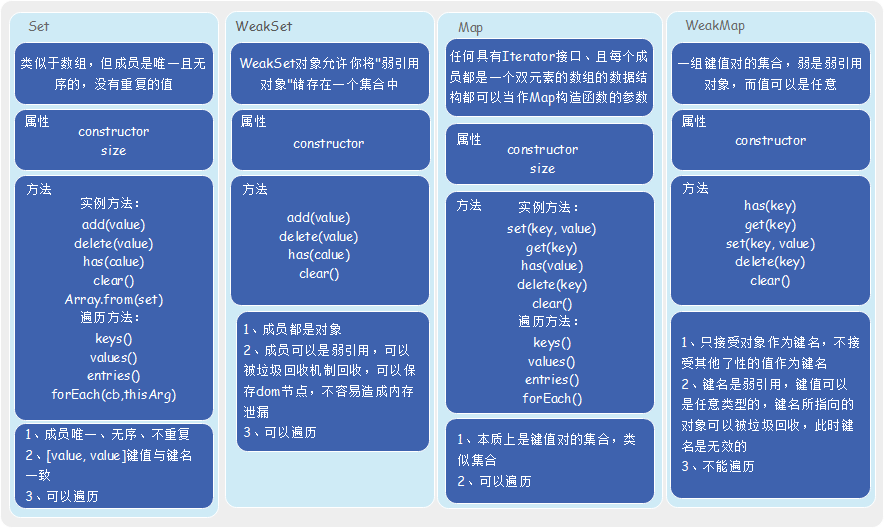 Set
类似于数组，但成员是唯一且无
序的，没有重复的值
属性
constructor
size
方法
实例方法：
add(value)
delete(value)
has(calue)
clear()
Array.from(set)
遍历方法：
keys()
values()
entries()
forEach(cb,thisArg)
1、成员唯一、无序、不重复
2、[value, value]键值与键名
一致
3、可以遍历
WeakSet
WeakSet对象允许你将"弱引用
对象"储存在一个集合中
属性
constructor
方法
add(value)
delete(value)
has(calue)
clear()
1、成员都是对象
2、成员可以是弱引用，可以
被垃圾回收机制回收，可以保
存dom节点，不容易造成内存
泄漏
3、可以遍历
Map
任何具有Iterator接口、且每个成
员都是一个双元素的数组的数据结
构都可以当作Map构造函数的参数
属性
constructor
size
方法
实例方法：
set(key, value)
get(key)
has(value)
delete(key)
clear()
遍历方法：
keys()
values()
entries()
forEach()
1、本质上是键值对的集合，类
似集合
2、可以遍历
WeakMap
一组键值对的集合，弱是弱引用
对象，而值可以是任意
属性
constructor
方法
has(key)
get(key)
set(key, value)
delete(key)
clear()
1、只接受对象作为键名，不接
受其他了性的值作为键名
2、键名是弱引用，键值可以
是任意类型的，键名所指向的
对象可以被垃圾回收，此时键
名是无效的
3、不能遍历